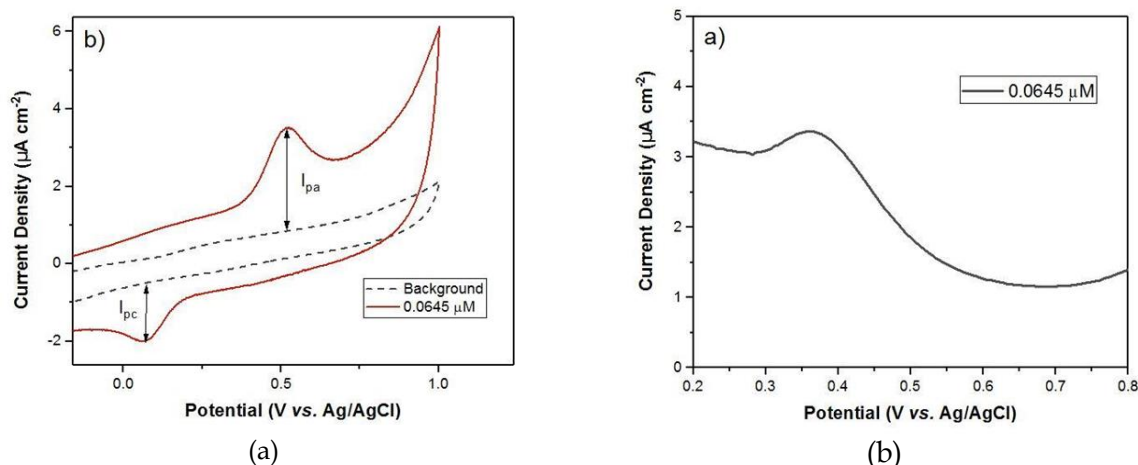 b)
6
4
2
0
-2
Current Density (µA cm⁻²)
I_pa
I_pc
Background
0.0645 µM
0.0
0.5
1.0
Potential (V vs. Ag/AgCl)
(a)
a)
5
4
3
2
1
0
Current Density (µA cm⁻²)
0.0645 µM
0.2
0.3
0.4
0.5
0.6
0.7
0.8
Potential (V vs. Ag/AgCl)
(b)